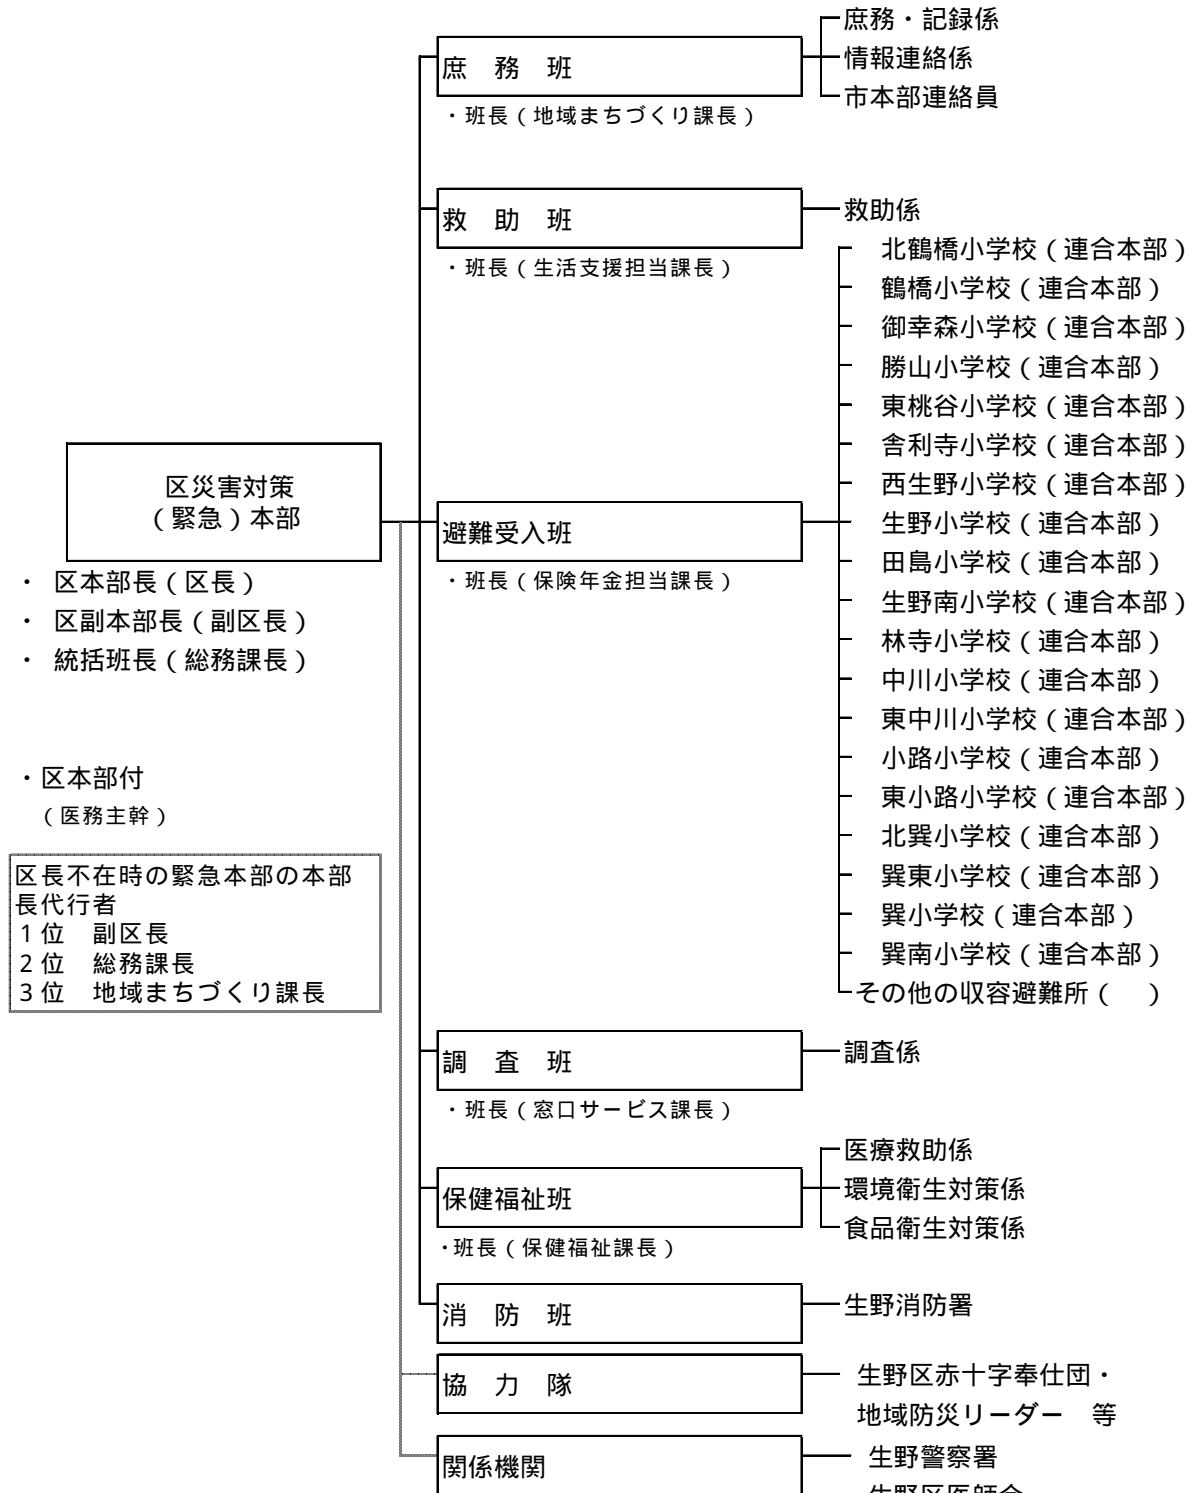 庶務・記録係
庶　務　班
情報連絡係
市本部連絡員
・班長（地域まちづくり課長）
救　助　班
救助係
・班長（生活支援担当課長）
北鶴橋小学校（連合本部）
鶴橋小学校（連合本部）
御幸森小学校（連合本部）
勝山小学校（連合本部）
東桃谷小学校（連合本部）
舎利寺小学校（連合本部）
西生野小学校（連合本部）
生野小学校（連合本部）
田島小学校（連合本部）
生野南小学校（連合本部）
林寺小学校（連合本部）
中川小学校（連合本部）
東中川小学校（連合本部）
小路小学校（連合本部）
東小路小学校（連合本部）
北巽小学校（連合本部）
巽東小学校（連合本部）
巽小学校（連合本部）
巽南小学校（連合本部）
その他の収容避難所（　）
区災害対策
（緊急）本部
避難受入班
・班長（保険年金担当課長）
・　区本部長（区長）
・　区副本部長（副区長）
・　統括班長（総務課長）
・区本部付
（医務主幹）
区長不在時の緊急本部の本部
長代行者
1位　副区長
2位　総務課長
3位　地域まちづくり課長
調　査　班
調査係
・班長（窓口サービス課長）
医療救助係
保健福祉班
環境衛生対策係
食品衛生対策係
・班長（保健福祉課長）
消　防　班
生野消防署
協　力　隊
生野区赤十字奉仕団・
地域防災リーダー　等
関係機関
生野警察署
生野区医師会